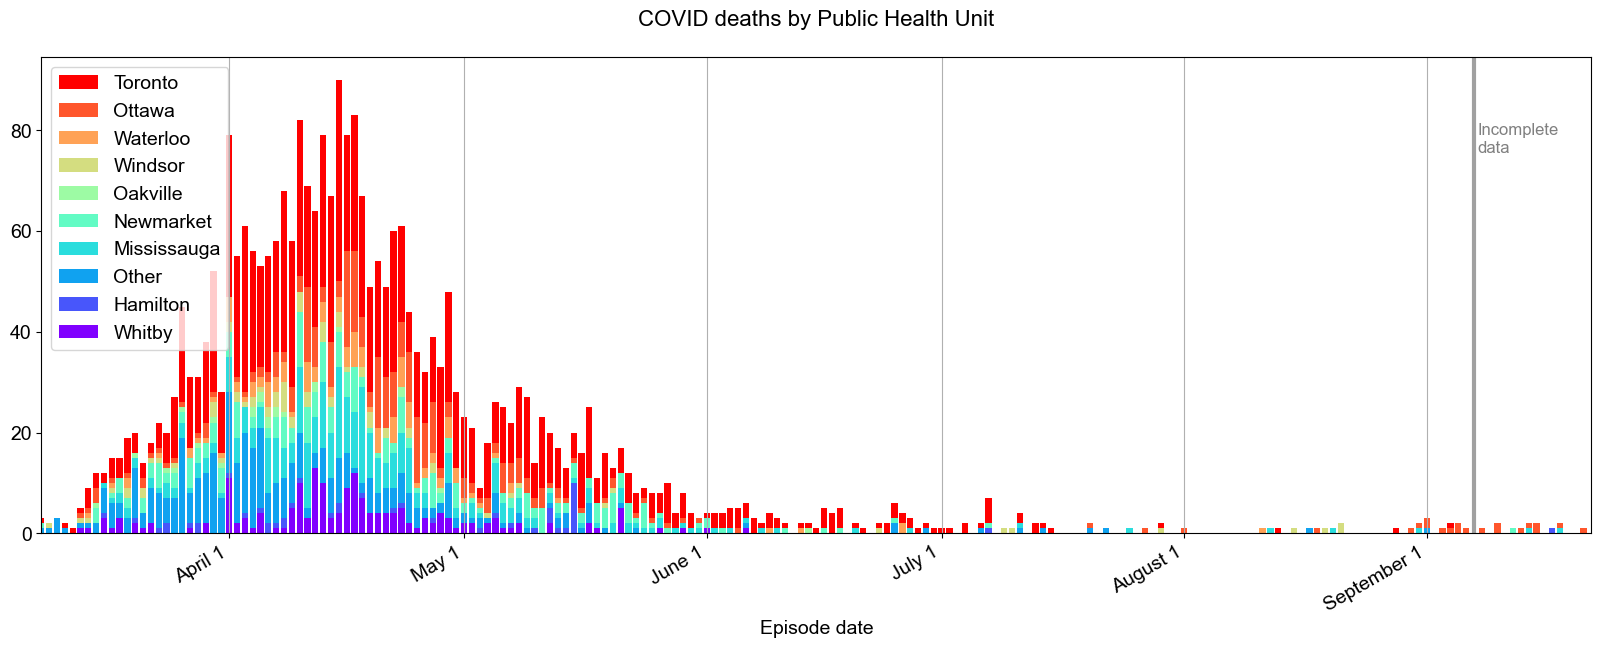 COVID deaths by Public Health Unit
Toronto
Ottawa
Waterloo
Windsor
Oakville
Newmarket
Mississauga
Other
Hamilton
Whitby
80
60
40
20
0
Incomplete
data
April 1
May 1
June 1
July 1
August 1
September 1
Episode date